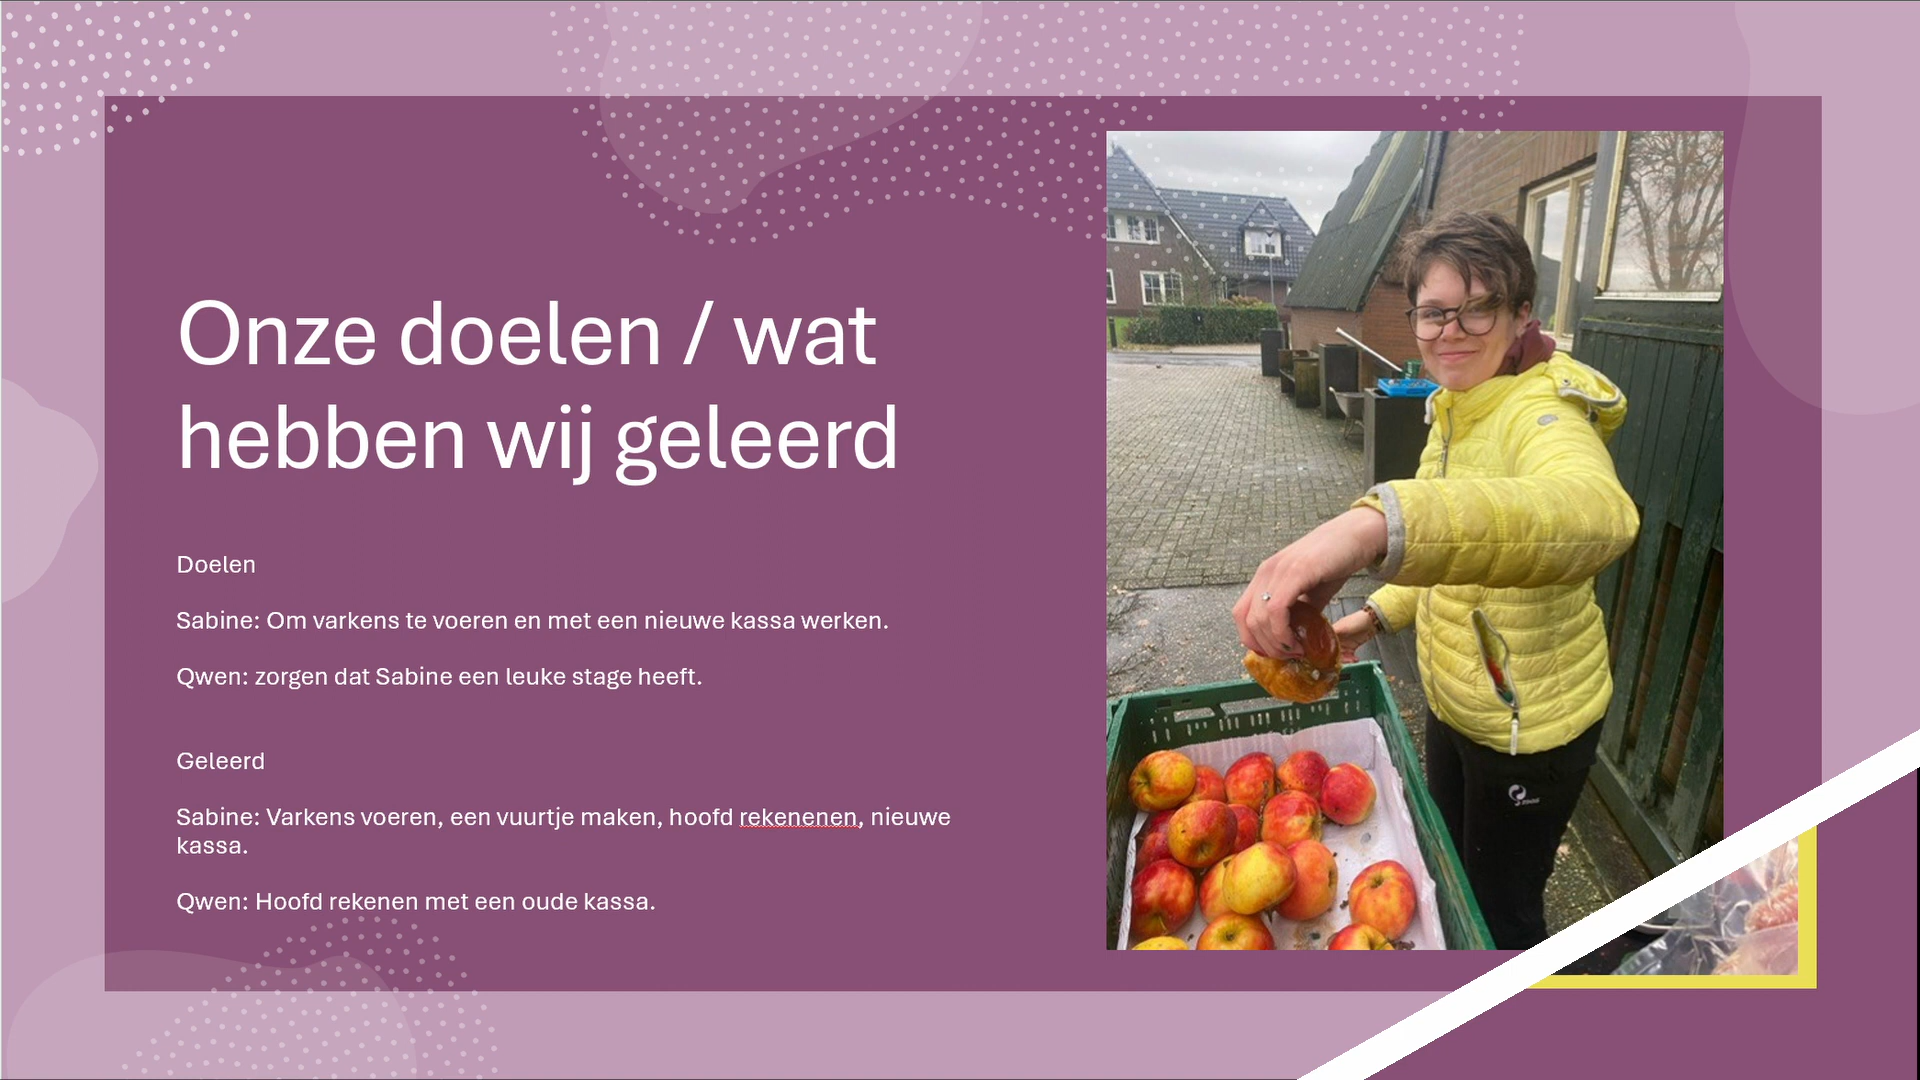 Onze doelen / wat
hebben wij geleerd
Doelen
Sabine: Om varkens te voeren en met een nieuwe kassa werken.
Qwen: zorgen dat Sabine een leuke stage heeft.
Geleerd
Sabine: Varkens voeren, een vuurtje maken, hoofd rekenenen, nieuwe
kassa.
Qwen: Hoofd rekenen met een oude kassa.